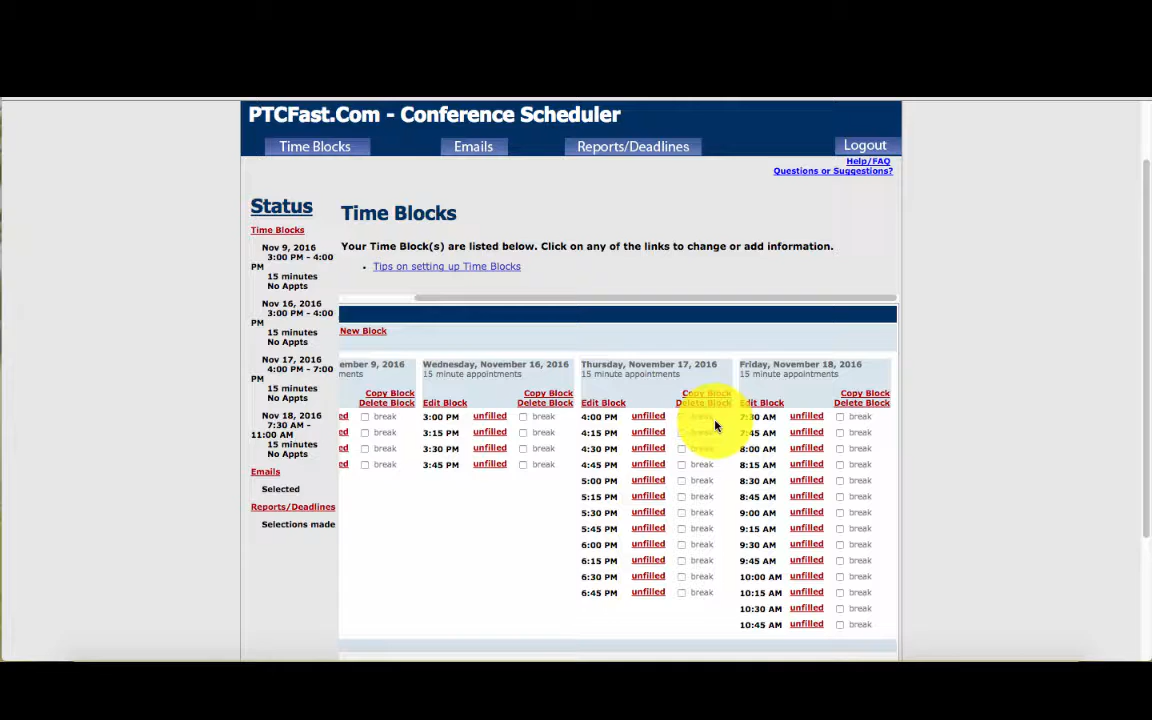 PTCFast.Com - Conference Scheduler
Time Blocks Emails Reports/Deadlines Logout
Help/FAQ
Questions or Suggestions?
Status
Time Blocks
Nov 9, 2016
3:00 PM - 4:00
PM
15 minutes
No Appts
Nov 16, 2016
3:00 PM - 4:00
PM
15 minutes
No Appts
Nov 17, 2016
4:00 PM - 7:00
PM
15 minutes
No Appts
Nov 18, 2016
7:30 AM -
11:00 AM
15 minutes
No Appts
Emails
Selected
Reports/Deadlines
Selections made
Time Blocks
Your Time Block(s) are listed below. Click on any of the links to change or add information.
• Tips on setting up Time Blocks
New Block
ember 9, 2016 Wednesday, November 16, 2016 Thursday, November 17, 2016 Friday, November 18, 2016
ments 15 minute appointments 15 minute appointments 15 minute appointments
Copy Block Copy Block Copy Block Copy Block
Delete Block Edit Block Delete Block Edit Block Delete Block Edit Block Delete Block
ed break 3:00 PM unfilled break 4:00 PM unfilled break 7:30 AM unfilled break
ed break 3:15 PM unfilled break 4:15 PM unfilled break 7:45 AM unfilled break
ed break 3:30 PM unfilled break 4:30 PM unfilled break 8:00 AM unfilled break
ed break 3:45 PM unfilled break 4:45 PM unfilled break 8:15 AM unfilled break
5:00 PM unfilled break 8:30 AM unfilled break
5:15 PM unfilled break 8:45 AM unfilled break
5:30 PM unfilled break 9:00 AM unfilled break
5:45 PM unfilled break 9:15 AM unfilled break
6:00 PM unfilled break 9:30 AM unfilled break
6:15 PM unfilled break 9:45 AM unfilled break
6:30 PM unfilled break 10:00 AM unfilled break
6:45 PM unfilled break 10:15 AM unfilled break
10:30 AM unfilled break
10:45 AM unfilled break